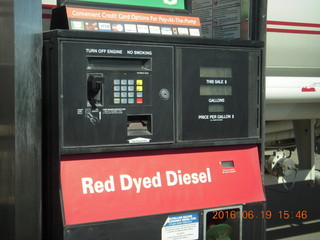 Convenient Credit Card Options For Pay-At-The-Pump
TURN OFF ENGINE NO SMOKING
THIS SALE $
GALLONS
PRICE PER GALLON $
Red Dyed Diesel
2016.06.19 15:46